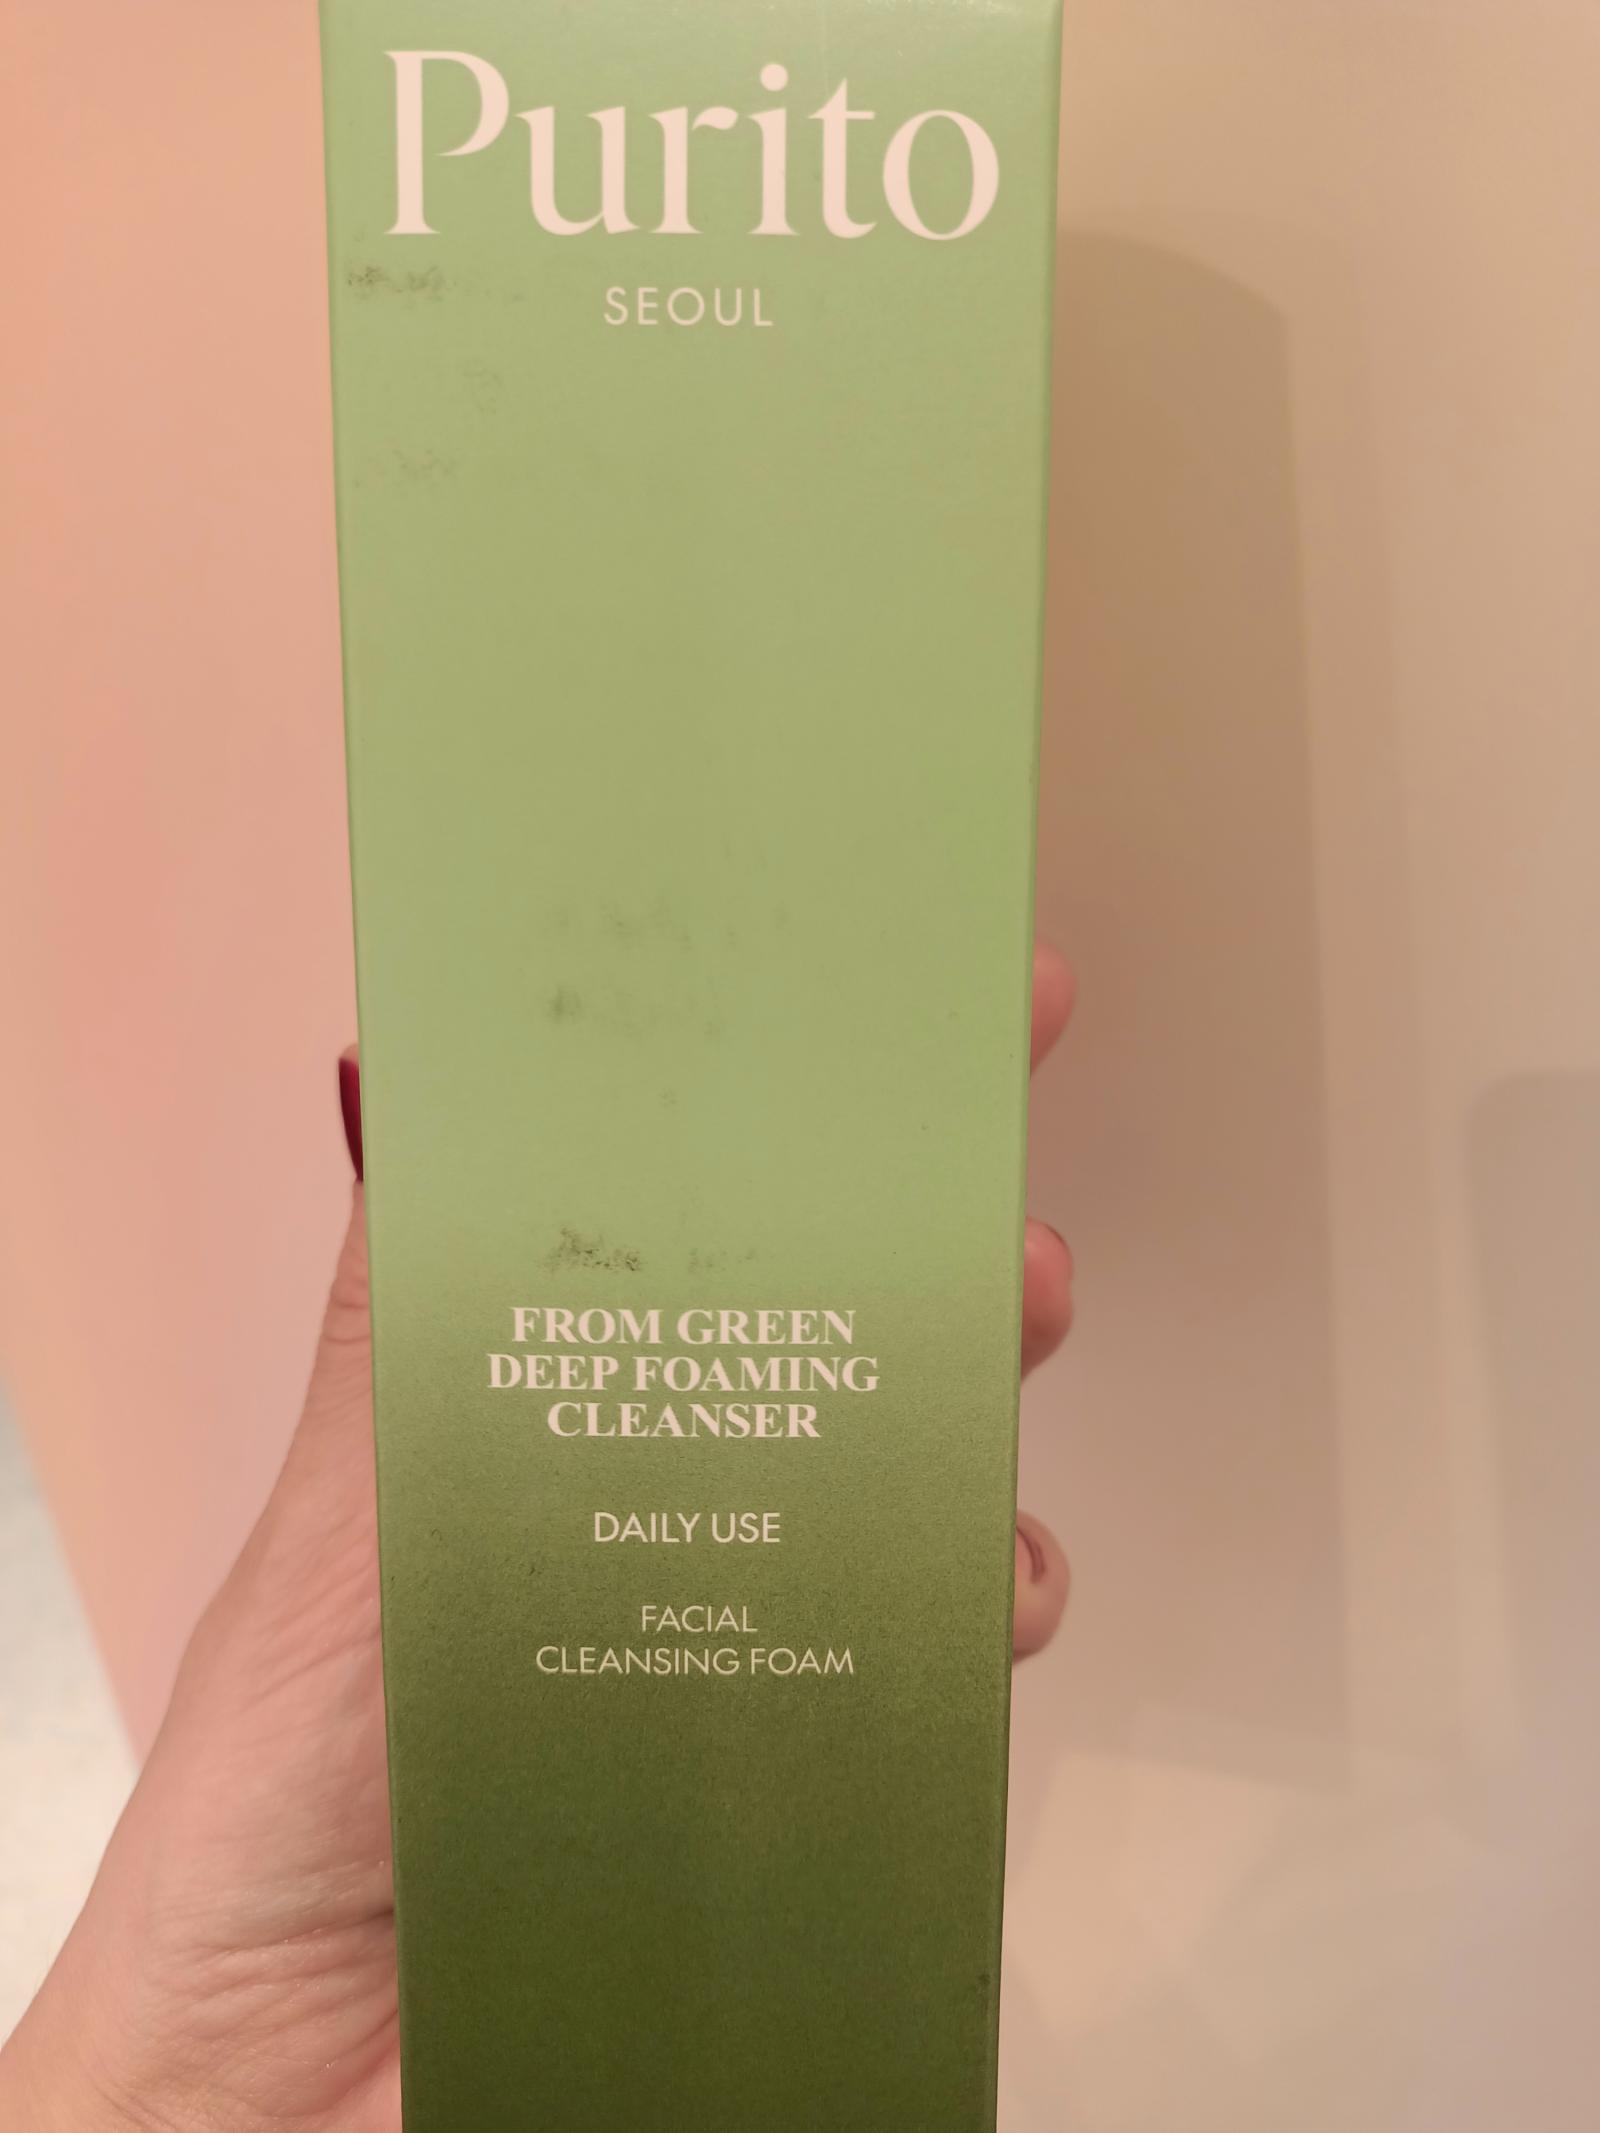 Purito
SEOUL
FROM GREEN
DEEP FOAMING
CLEANSER
DAILY USE
FACIAL
CLEANSING FOAM